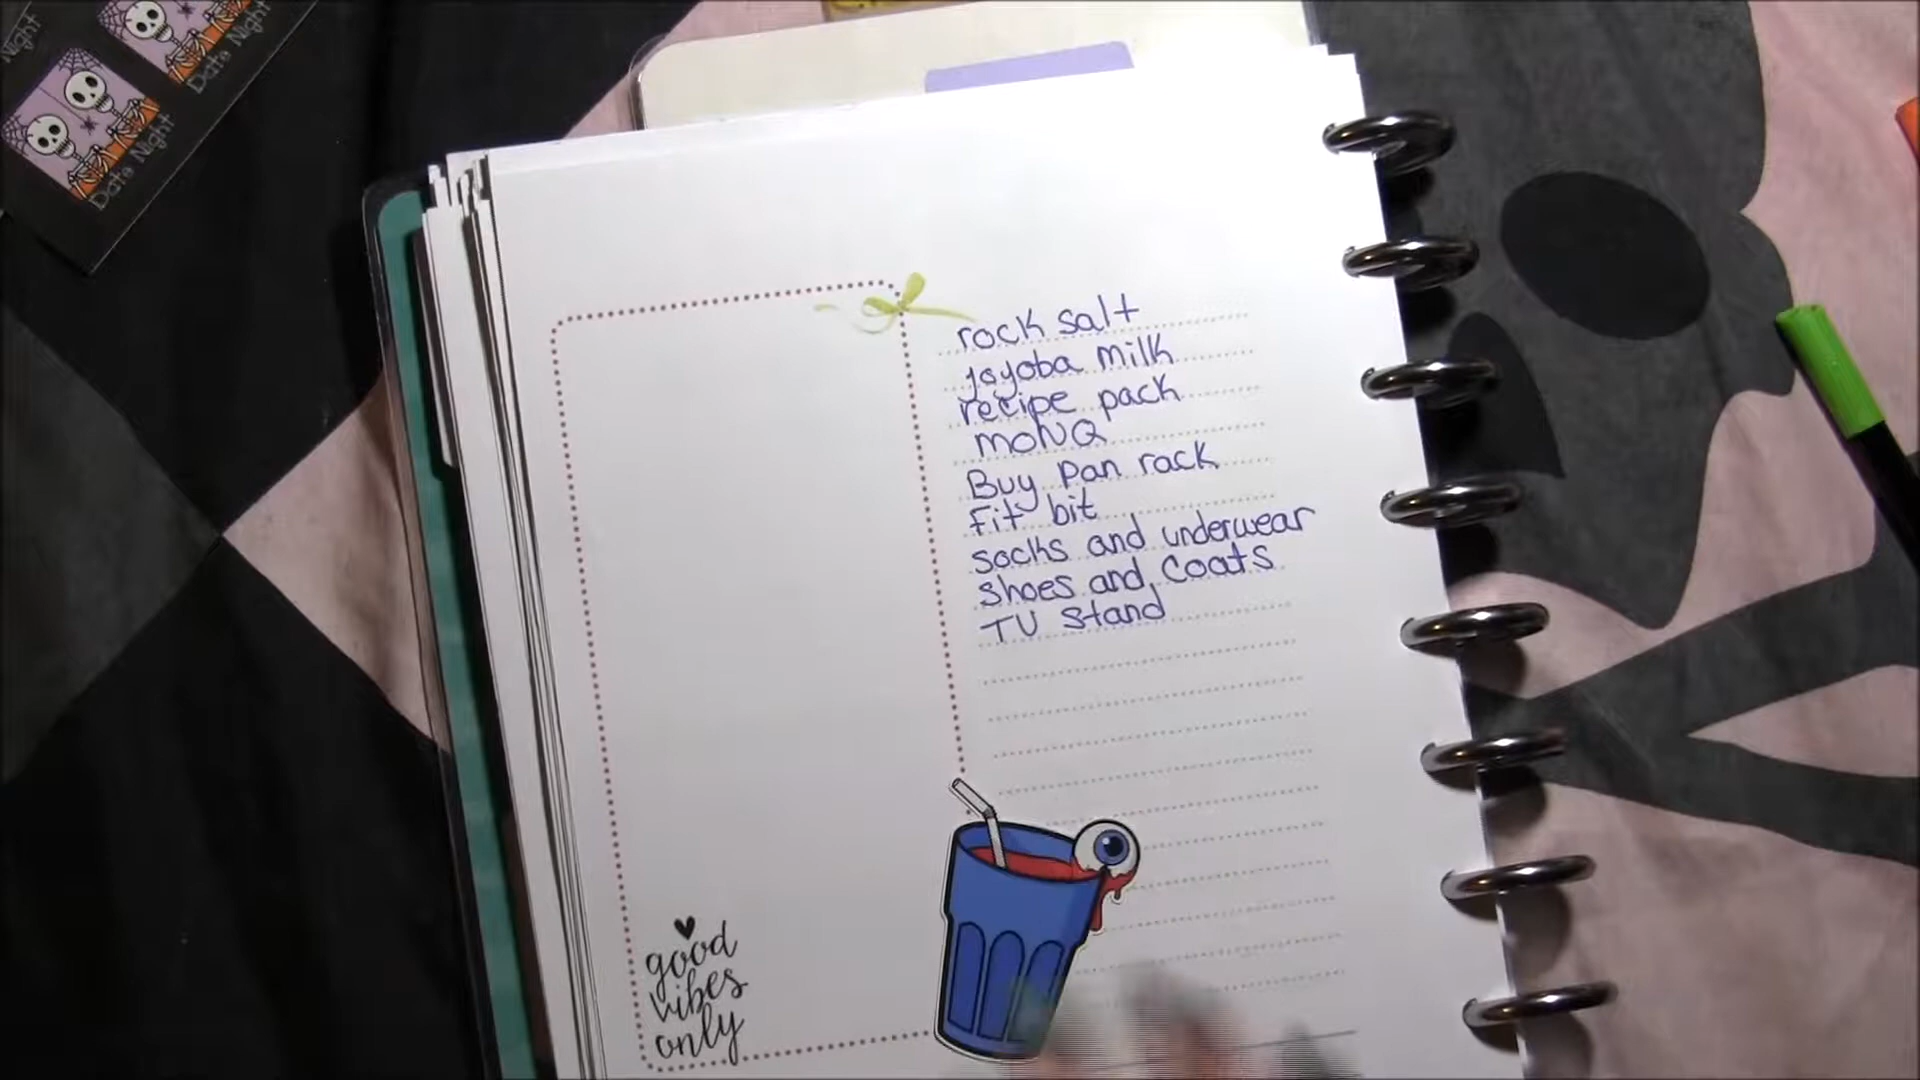 Night
Date Night
Date Night
rock salt
jojoba milk
recipe pack
MONQ
Buy pan rack
fit bit
socks and underwear
shoes and coats
TV stand
good
vibes
only